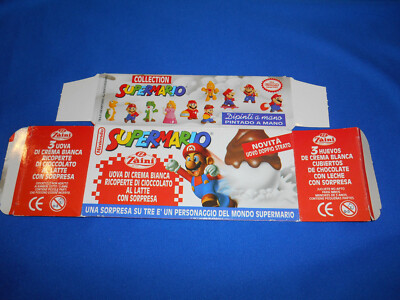 COLLECTION
SUPERMARIO
Dipinti a mano
PINTADO A MANO
Zaini
3 UOVA
DI CREMA BIANCA
RICOPERTE
DI CIOCCOLATO
AL LATTE
CON SORPRESA
Nintendo
SUPERMARIO
Zaini
UOVA DI CREMA BIANCA
RICOPERTE DI CIOCCOLATO
AL LATTE
CON SORPRESA
NOVITÀ
UOVO DOPPIO STRATO
UNA SORPRESA SU TRE E' UN PERSONAGGIO DEL MONDO SUPERMARIO
Zaini
3 HUEVOS
DE CREMA BLANCA
CUBIERTOS
DE CHOCOLATE
CON LECHE
CON SORPRESA
CE
CE